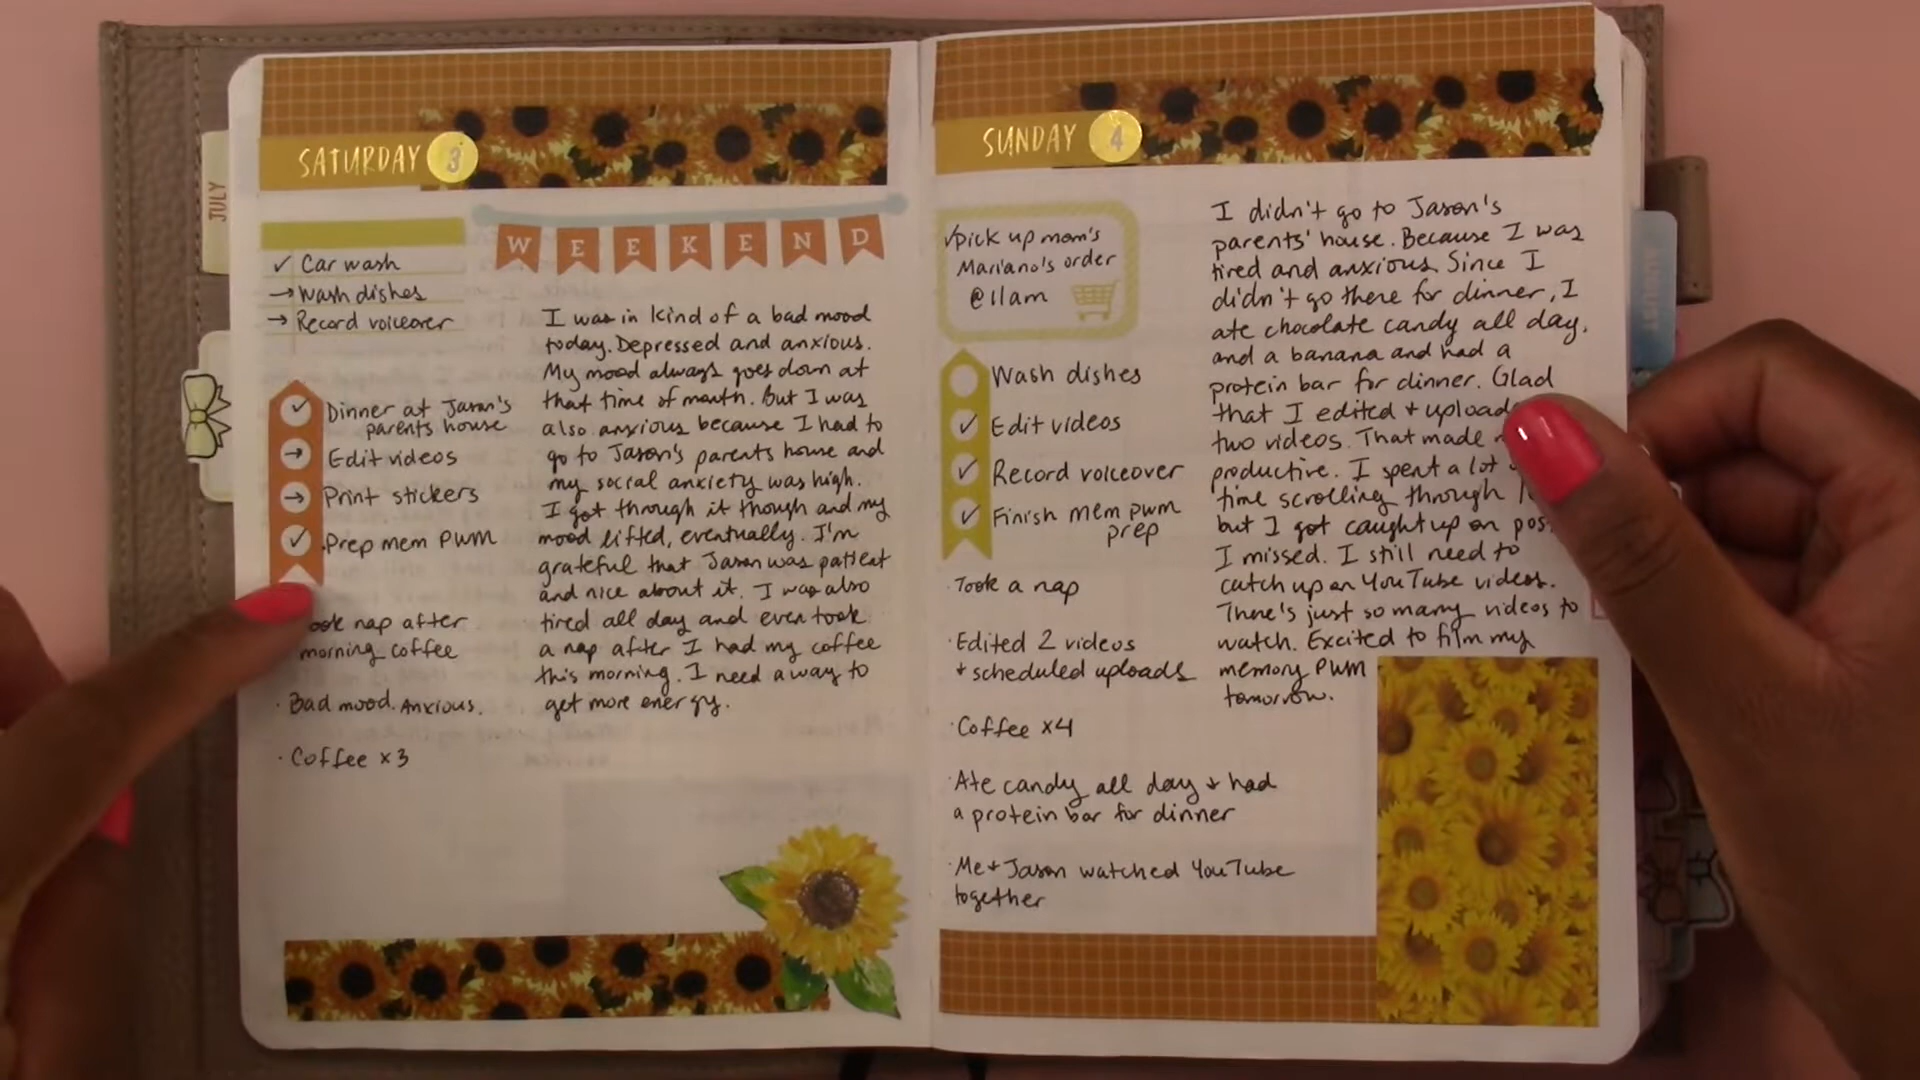 JULY
SATURDAY 3
✓ Car wash
→ Wash dishes
→ Record voiceover
✓ Dinner at Jason's
parents house
→ Edit videos
→ Print stickers
✓ Prep mem PWM
nap after
morning coffee
· Bad mood. Anxious.
· Coffee x3
WEEKEND
I was in kind of a bad mood
today. Depressed and anxious.
My mood always goes down at
that time of month. But I was
also anxious because I had to
go to Jason's parents house and
my social anxiety was high.
I got through it though and my
mood lifted, eventually. I'm
grateful that Jason was patient
and nice about it. I was also
tired all day and even took
a nap after I had my coffee
this morning. I need a way to
get more energy.
SUNDAY 4
✓ Pick up mom's
Mariano's order
@ 11am
Wash dishes
✓ Edit videos
✓ Record voiceover
✓ Finish mem PWM
prep
· Took a nap
· Edited 2 videos
+ scheduled uploads
· Coffee x4
· Ate candy all day + had
a protein bar for dinner
· Me + Jason watched YouTube
together
I didn't go to Jason's
parents' house. Because I was
tired and anxious. Since I
didn't go there for dinner, I
ate chocolate candy all day.
and a banana and had a
protein bar for dinner. Glad
that I edited +
two videos. That made
productive. I spent a lot
time scrolling through
but I got caught up on
I missed. I still need to
catch up on YouTube videos.
There's just so many videos to
watch. Excited to film my
memory PWM
tomorrow.
AUGUST